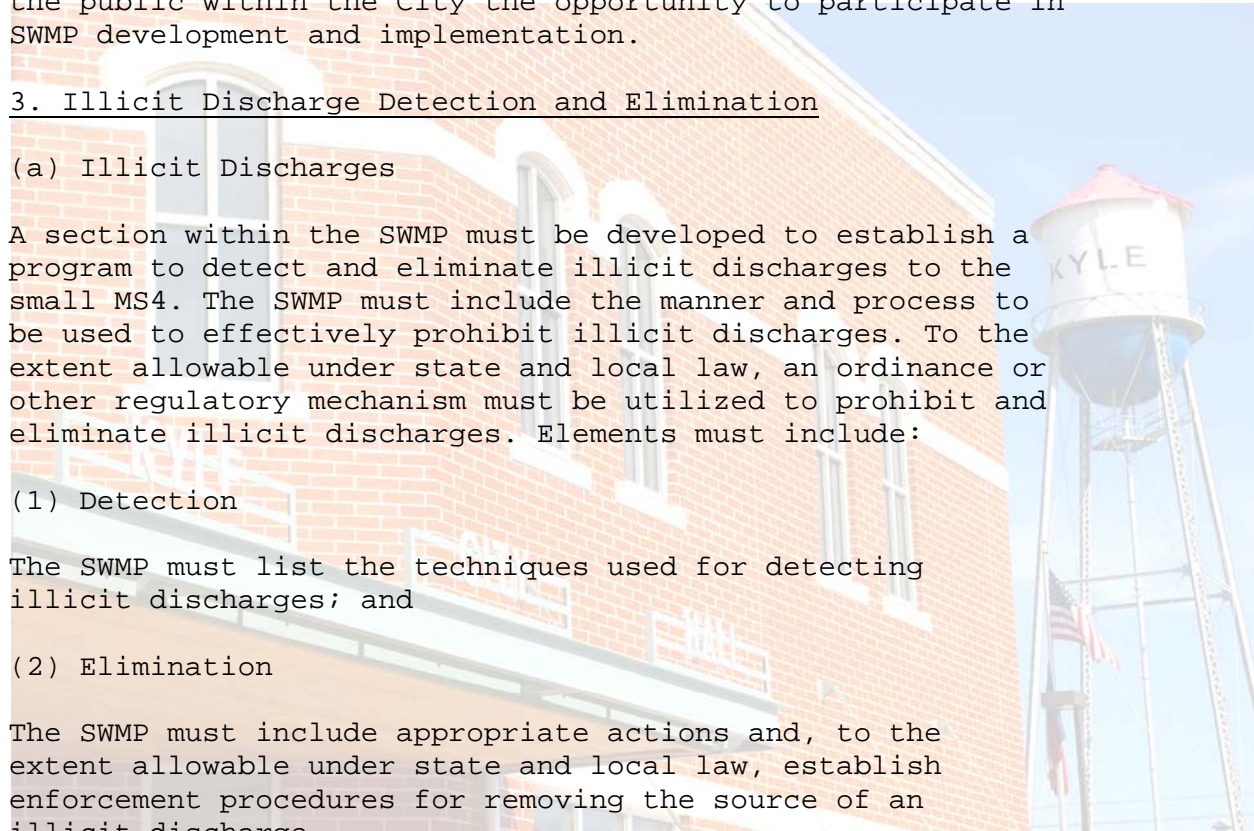 the public within the City the opportunity to participate in
SWMP development and implementation.
3. Illicit Discharge Detection and Elimination
(a) Illicit Discharges
A section within the SWMP must be developed to establish a
program to detect and eliminate illicit discharges to the
small MS4. The SWMP must include the manner and process to
be used to effectively prohibit illicit discharges. To the
extent allowable under state and local law, an ordinance or
other regulatory mechanism must be utilized to prohibit and
eliminate illicit discharges. Elements must include:
(1) Detection
The SWMP must list the techniques used for detecting
illicit discharges; and
(2) Elimination
The SWMP must include appropriate actions and, to the
extent allowable under state and local law, establish
enforcement procedures for removing the source of an
illicit discharge.
KYLE
CITY
HALL
KYLE